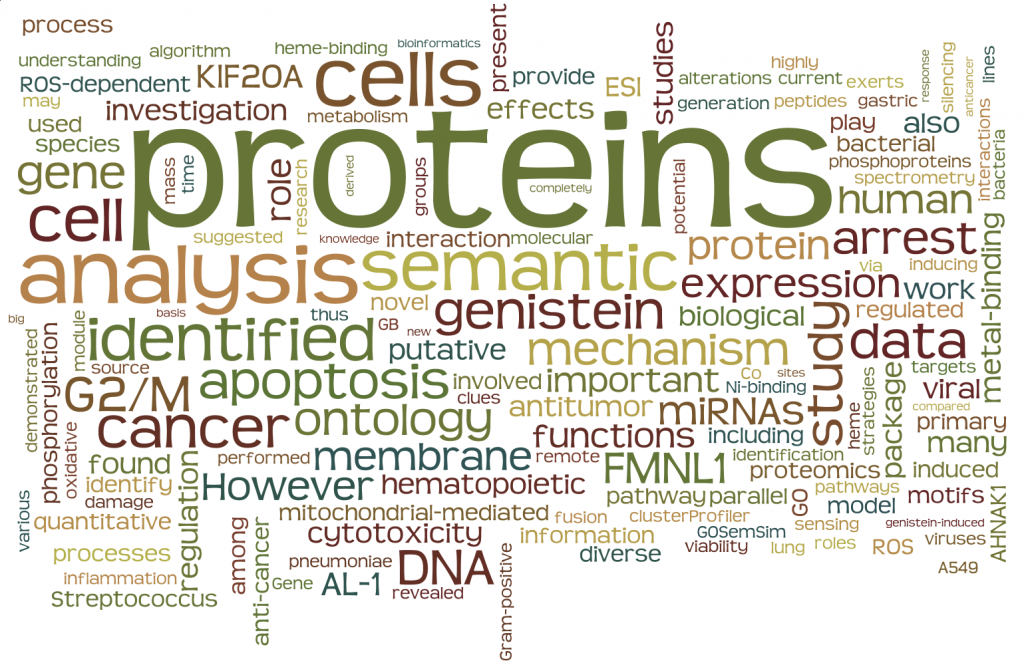 process
understanding
algorithm
heme-binding
bioinformatics
present
studies
ROS-dependent
KIF20A
cells
provide
ESI
alterations
current
highly
exerts
response
silencing
anticancer
lines
may
investigation
metabolism
effects
generation
peptides
gastric
used
species
gene
proteins
play
also
bacterial
phosphoproteins
spectrometry
interactions
bacteria
mass
time
role
research
derived
groups
completely
potential
human
cell
suggested
knowledge
interaction
molecular
protein
arrest
metal-binding
analysis
semantic
expression
via
inducing
work
big
basis
thus
novel
GB
new
genistein
biological
study
regulated
demonstrated
phosphorylation
module
identified
putative
mechanism
data
source
G2/M
apoptosis
involved
clues
important
Co
sites
Ni-binding
targets
viral
strategies
compared
oxidative
cancer
ontology
antitumor
miRNAs
heme
package
primary
functions
including
many
found
regulation
performed
membrane
remote
FMNL1
identification
proteomics
induced
identify
damage
However
hematopoietic
pathway
parallel
GO
pathways
motifs
AHNAK1
various
quantitative
among
anti-cancer
mitochondrial-mediated
fusion
clusterProfiler
model
sensing
genistein-induced
cytotoxicity
information
GOSemSim
viruses
processes
pneumoniae
DNA
Gram-positive
diverse
viability
lung
roles
ROS
inflammation
Gene
AL-1
revealed
A549
Streptococcus